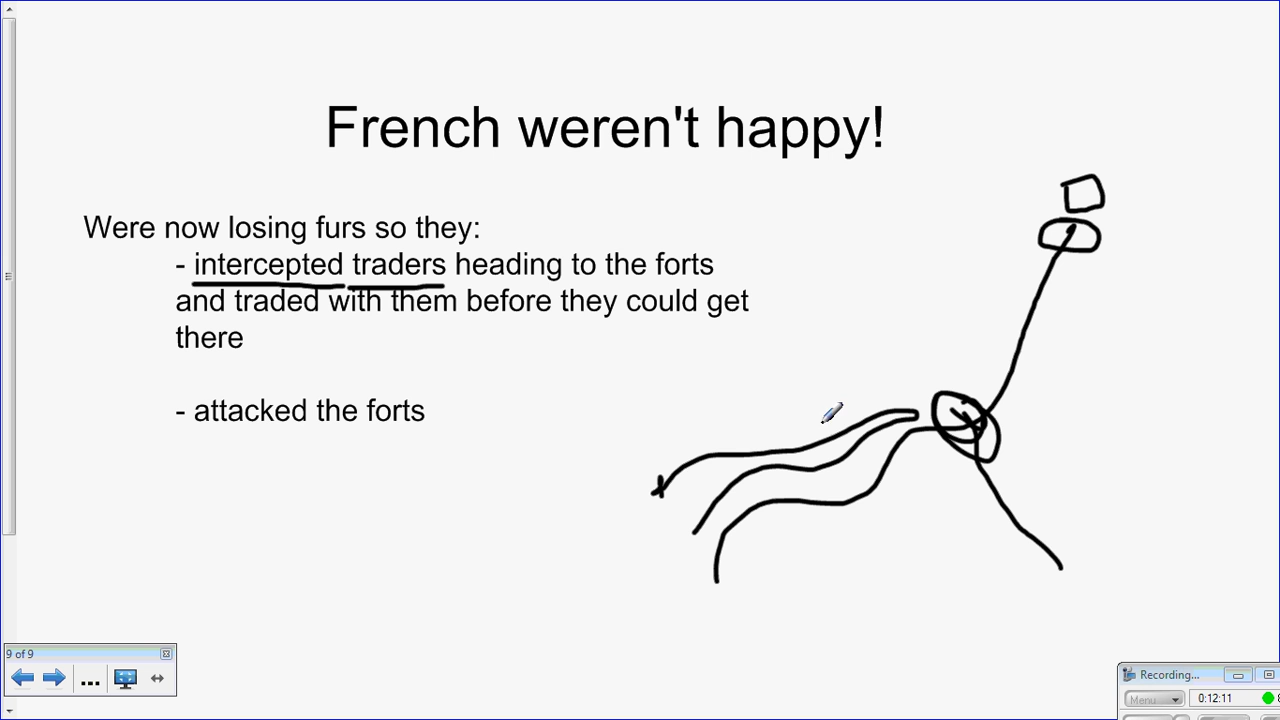 French weren't happy!
Were now losing furs so they:
- intercepted traders heading to the forts
and traded with them before they could get
there
- attacked the forts
9 of 9
...
Recording...
Menu
0:12:11